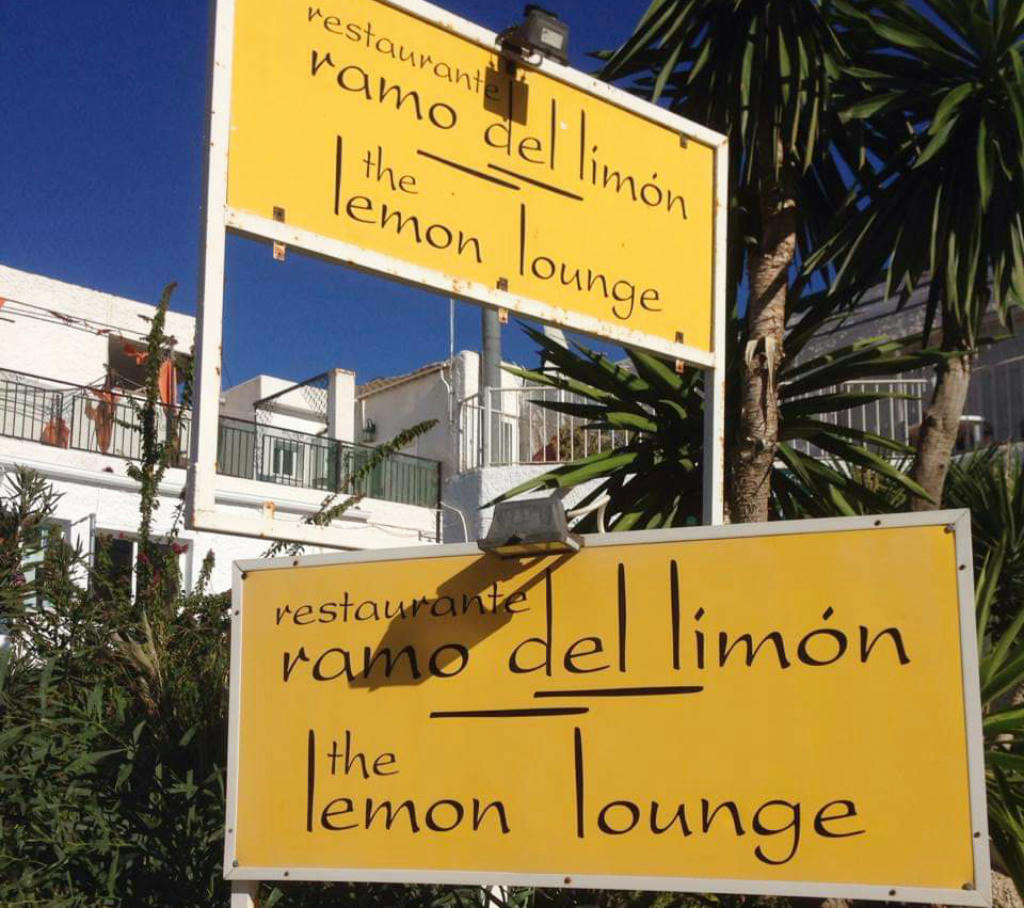 restaurante
ramo del limón
the
lemon lounge
restaurante
ramo del limón
the
lemon lounge